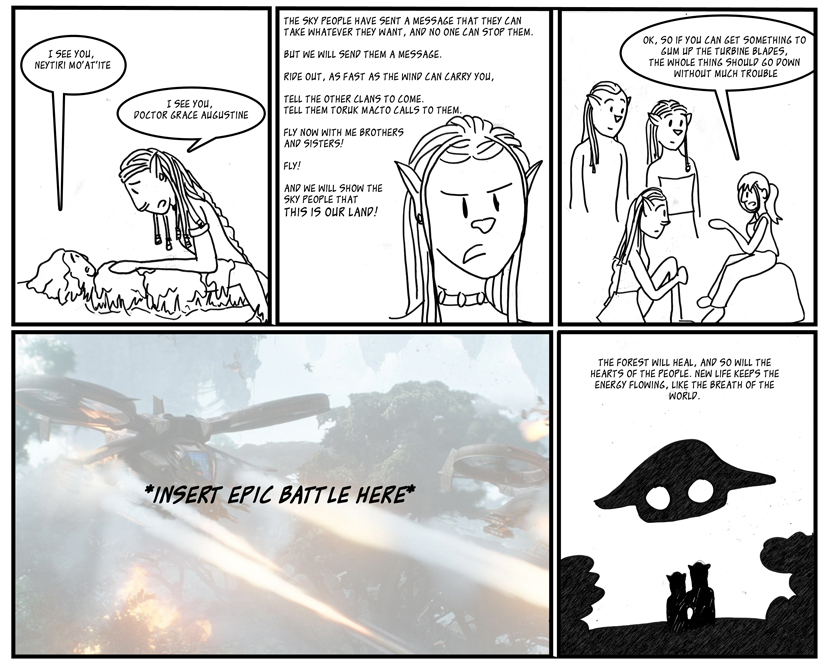 I SEE YOU,
NEYTIRI MO'AT'ITE
I SEE YOU,
DOCTOR GRACE AUGUSTINE
THE SKY PEOPLE HAVE SENT A MESSAGE THAT THEY CAN
TAKE WHATEVER THEY WANT, AND NO ONE CAN STOP THEM.
BUT WE WILL SEND THEM A MESSAGE.
RIDE OUT, AS FAST AS THE WIND CAN CARRY YOU,
TELL THE OTHER CLANS TO COME.
TELL THEM TORUK MACTO CALLS TO THEM.
FLY NOW WITH ME BROTHERS
AND SISTERS!
FLY!
AND WE WILL SHOW THE
SKY PEOPLE THAT
THIS IS OUR LAND!
OK, SO IF YOU CAN GET SOMETHING TO
GUM UP THE TURBINE BLADES,
THE WHOLE THING SHOULD GO DOWN
WITHOUT MUCH TROUBLE
*INSERT EPIC BATTLE HERE*
THE FOREST WILL HEAL, AND SO WILL THE
HEARTS OF THE PEOPLE. NEW LIFE KEEPS THE
ENERGY FLOWING, LIKE THE BREATH OF THE
WORLD.